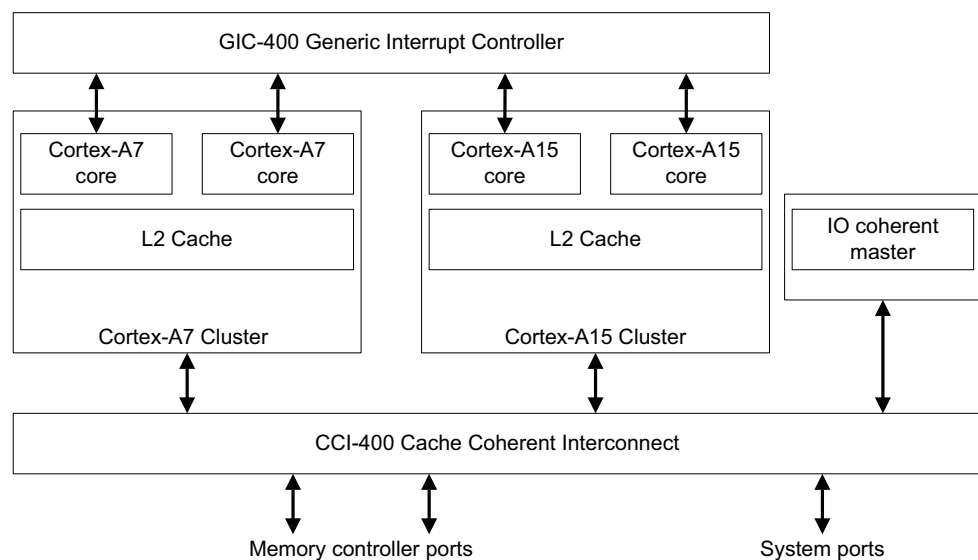 GIC-400 Generic Interrupt Controller
Cortex-A7
core
Cortex-A7
core
Cortex-A15
core
Cortex-A15
core
L2 Cache
L2 Cache
IO coherent
master
Cortex-A7 Cluster
Cortex-A15 Cluster
CCI-400 Cache Coherent Interconnect
Memory controller ports
System ports